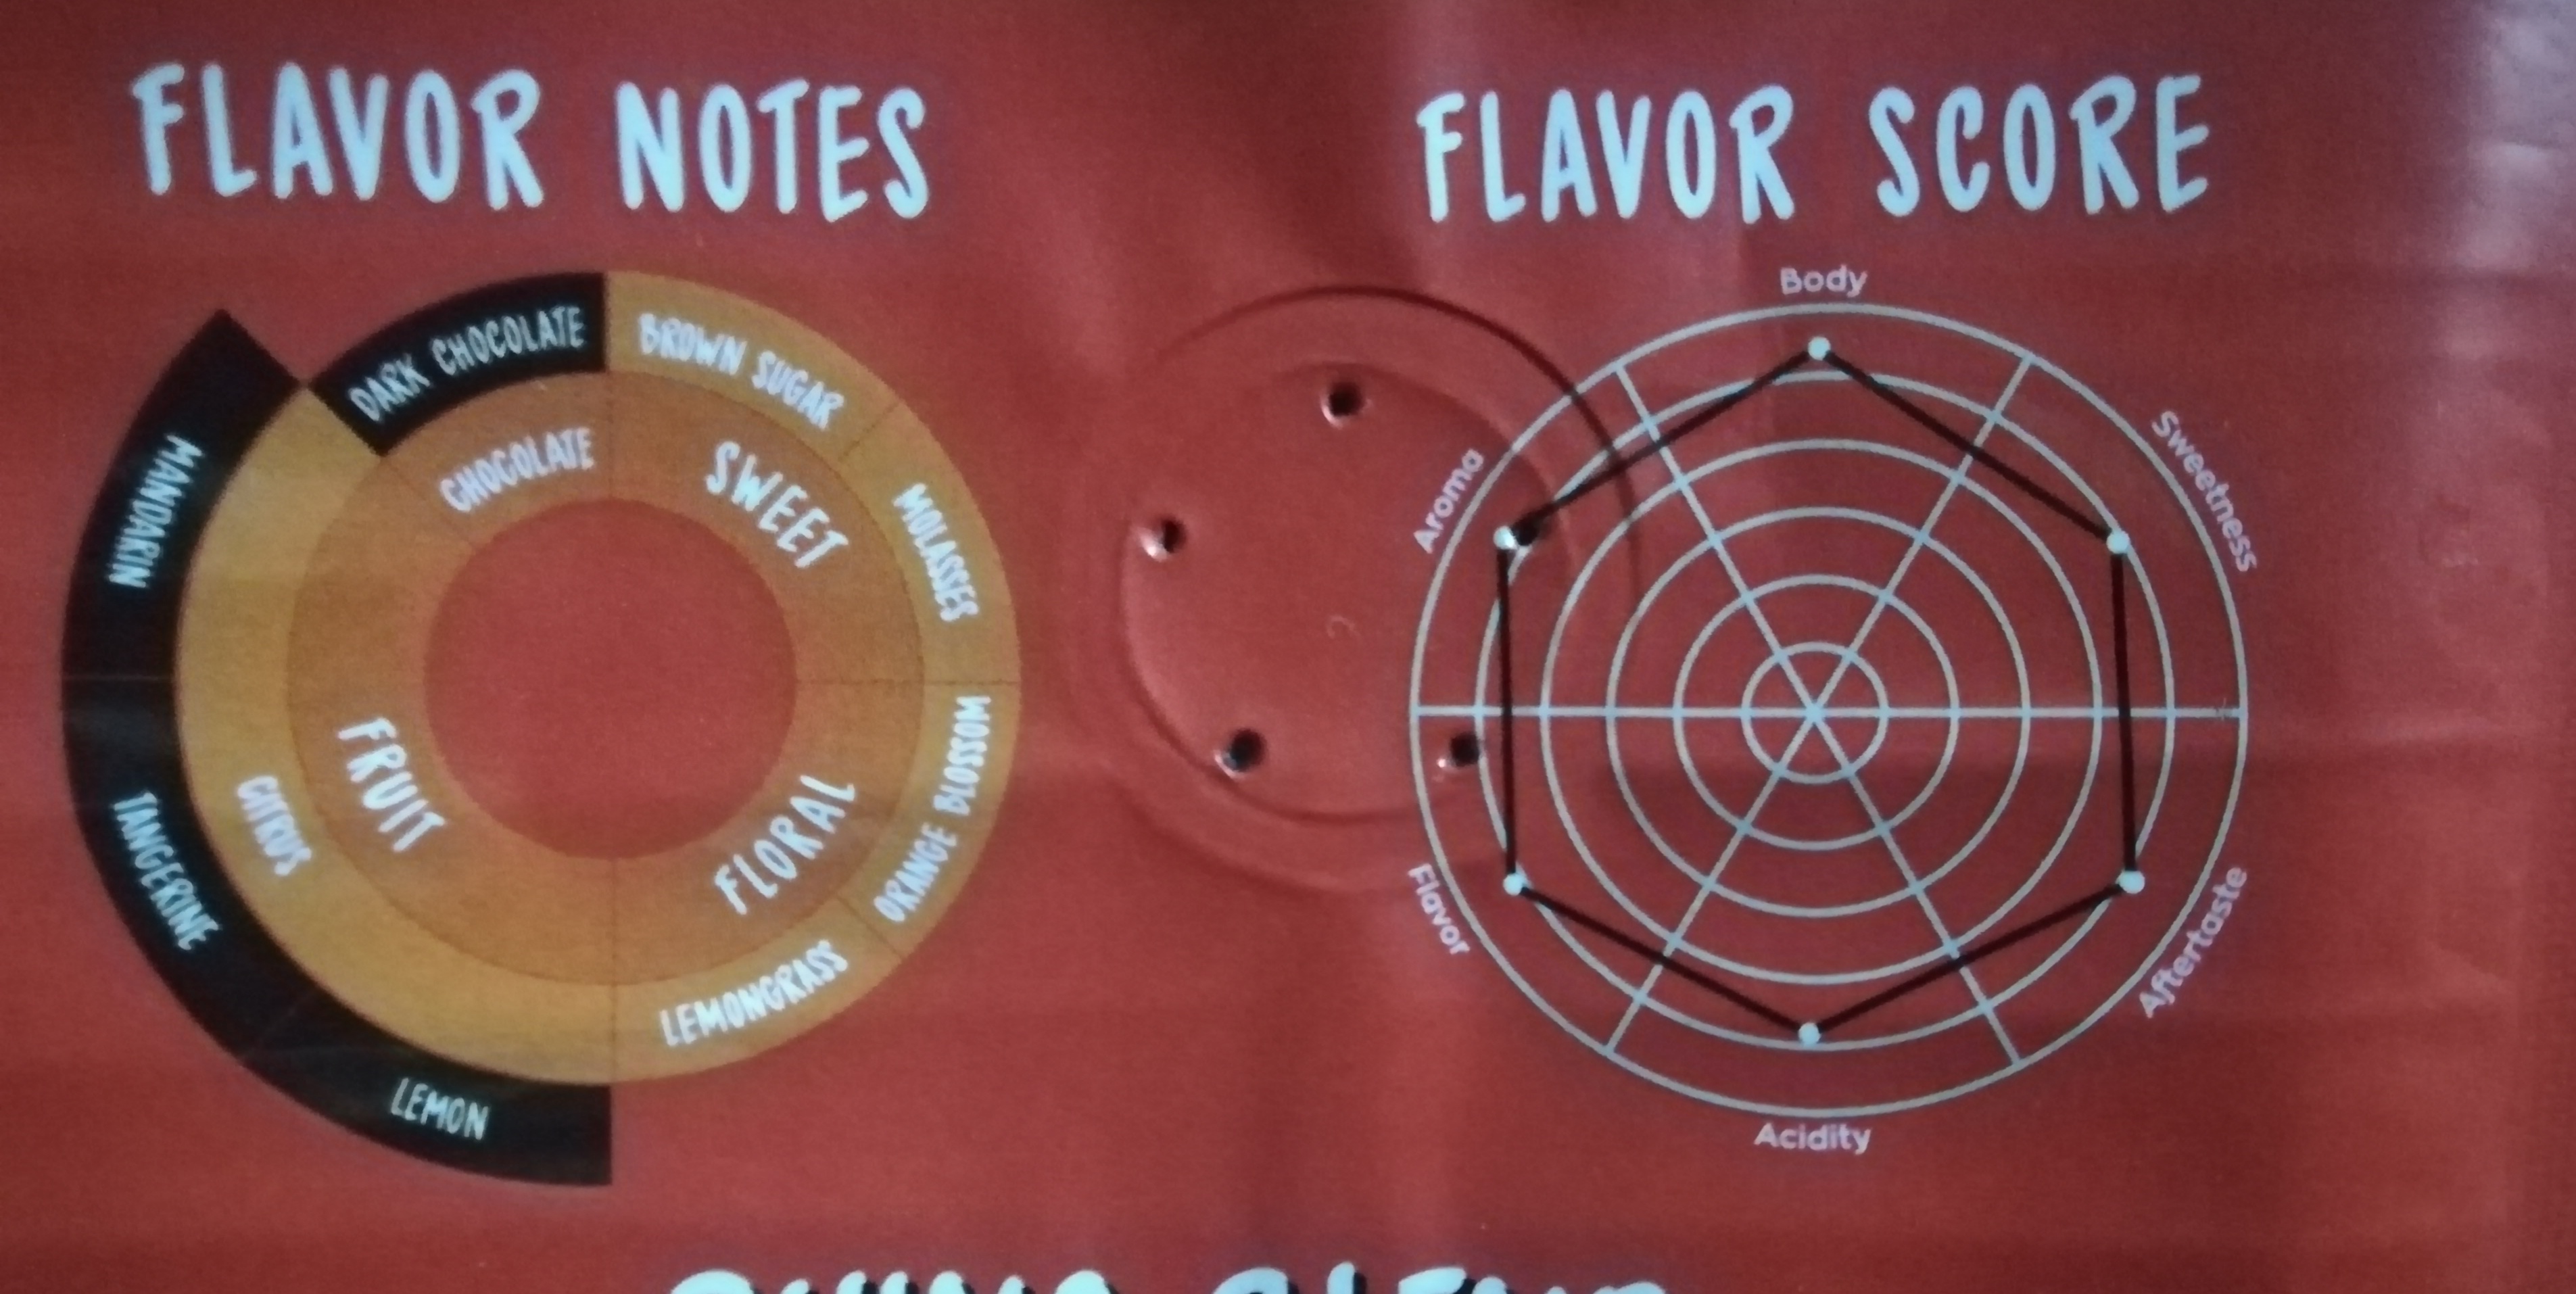 FLAVOR NOTES
DARK CHOCOLATE
BROWN SUGAR
MOLASSES
ORANGE BLOSSOM
LEMONGRASS
LEMON
TANGERINE
MANDARIN
CHOCOLATE
SWEET
FLORAL
FRUIT
CITRUS
FLAVOR SCORE
Body
Sweetness
Aftertaste
Acidity
Flavor
Aroma